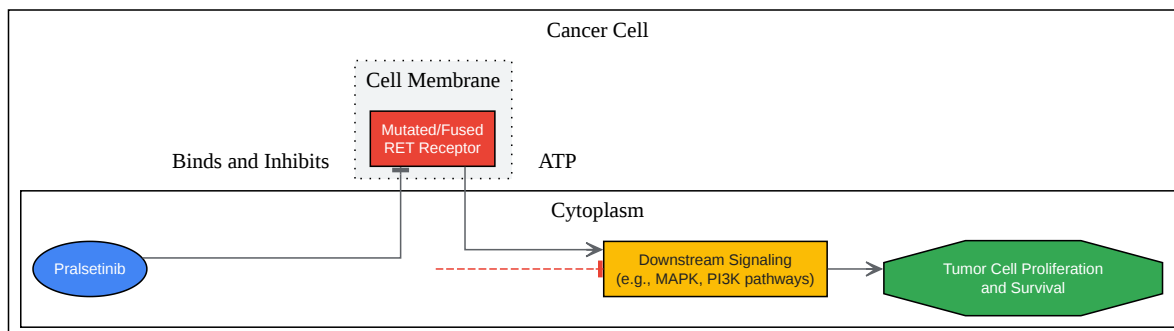 Cancer Cell
Cell Membrane
Mutated/Fused
RET Receptor
Binds and Inhibits
ATP
Cytoplasm
Pralsetinib
Downstream Signaling
(e.g., MAPK, PI3K pathways)
Tumor Cell Proliferation
and Survival